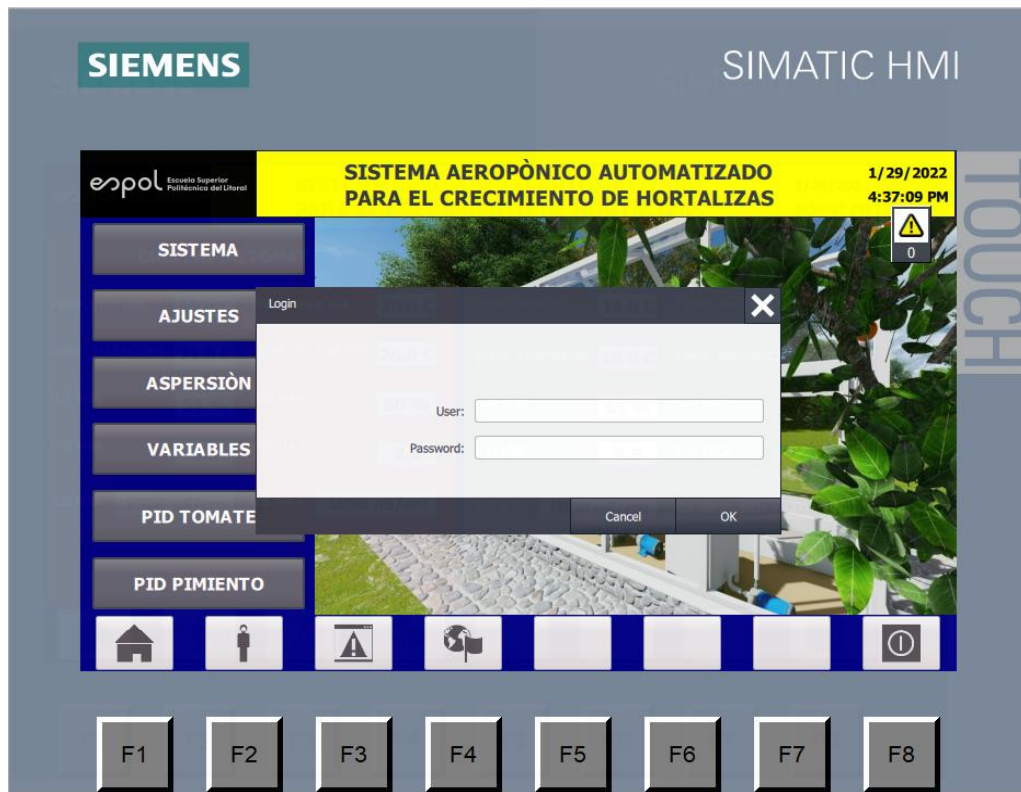 SIEMENS
SIMATIC HMI
TOUCH
espol Escuela Superior
Politécnica del Litoral
SISTEMA AEROPÒNICO AUTOMATIZADO
PARA EL CRECIMIENTO DE HORTALIZAS
1/29/2022
4:37:09 PM
0
SISTEMA
AJUSTES
ASPERSIÒN
VARIABLES
PID TOMATE
PID PIMIENTO
Login
User:
Password:
Cancel
OK
F1
F2
F3
F4
F5
F6
F7
F8